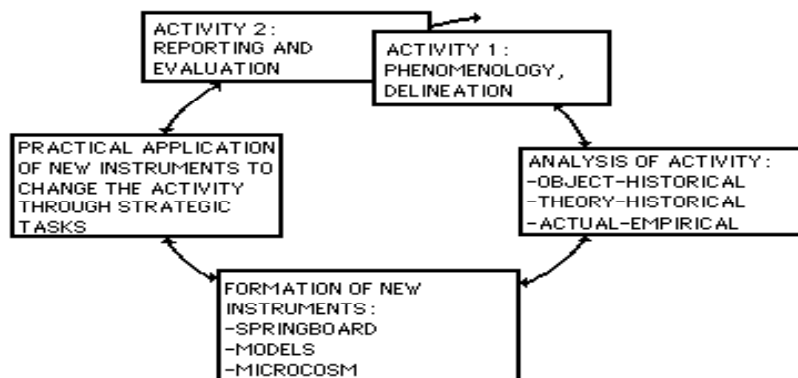 ACTIVITY 2:
REPORTING AND
EVALUATION
ACTIVITY 1:
PHENOMENOLOGY,
DELINEATION
PRACTICAL APPLICATION
OF NEW INSTRUMENTS TO
CHANGE THE ACTIVITY
THROUGH STRATEGIC
TASKS
ANALYSIS OF ACTIVITY:
-OBJECT-HISTORICAL
-THEORY-HISTORICAL
-ACTUAL-EMPIRICAL
FORMATION OF NEW
INSTRUMENTS:
-SPRINGBOARD
-MODELS
-MICROCOSM